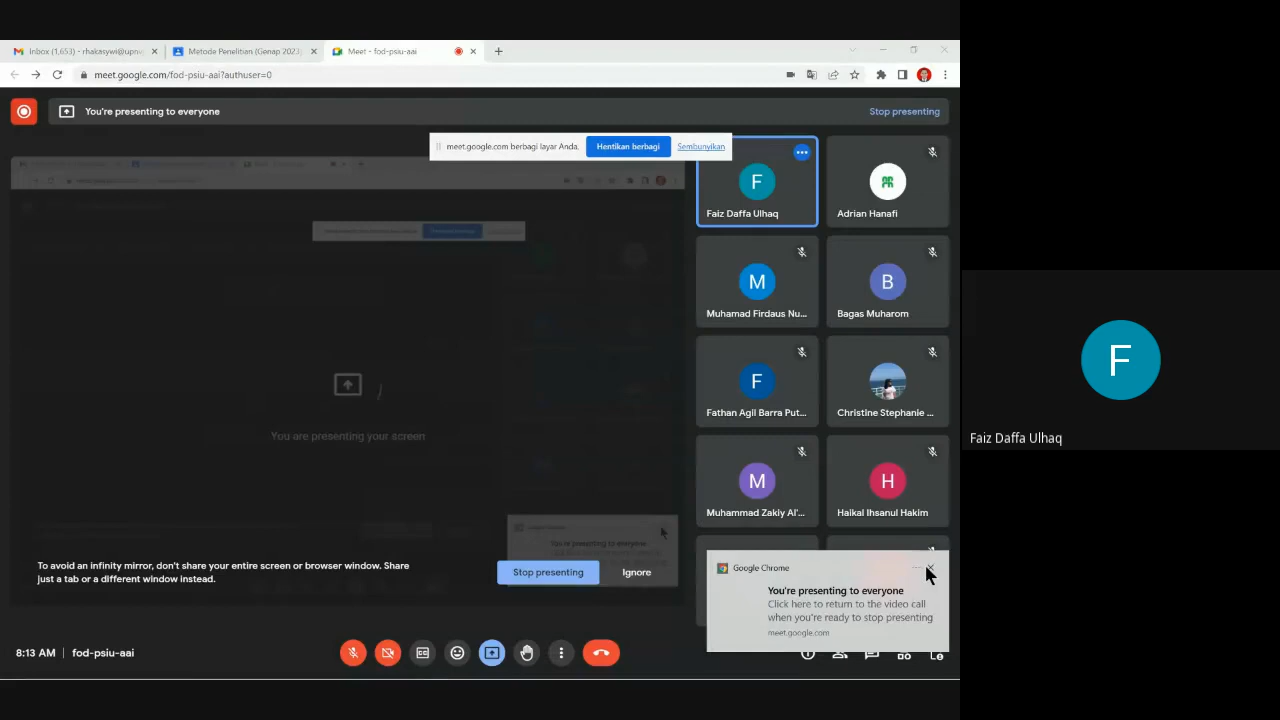 Inbox (1,653) - rhakasywi@upnv
Metode Penelitian (Genap 2023)
Meet - fod-psiu-aai
meet.google.com/fod-psiu-aai?authuser=0
You're presenting to everyone
Stop presenting
meet.google.com berbagi layar Anda.
Hentikan berbagi
Sembunyikan
F
Faiz Daffa Ulhaq
Adrian Hanafi
M
Muhamad Firdaus Nu...
B
Bagas Muharom
F
Fathan Agil Barra Put...
Christine Stephanie ...
M
Muhammad Zakiy Al'...
H
Haikal Ihsanul Hakim
You are presenting your screen
To avoid an infinity mirror, don't share your entire screen or browser window. Share
just a tab or a different window instead.
Stop presenting
Ignore
Google Chrome
You're presenting to everyone
Click here to return to the video call
when you're ready to stop presenting
meet.google.com
8:13 AM | fod-psiu-aai
F
Faiz Daffa Ulhaq